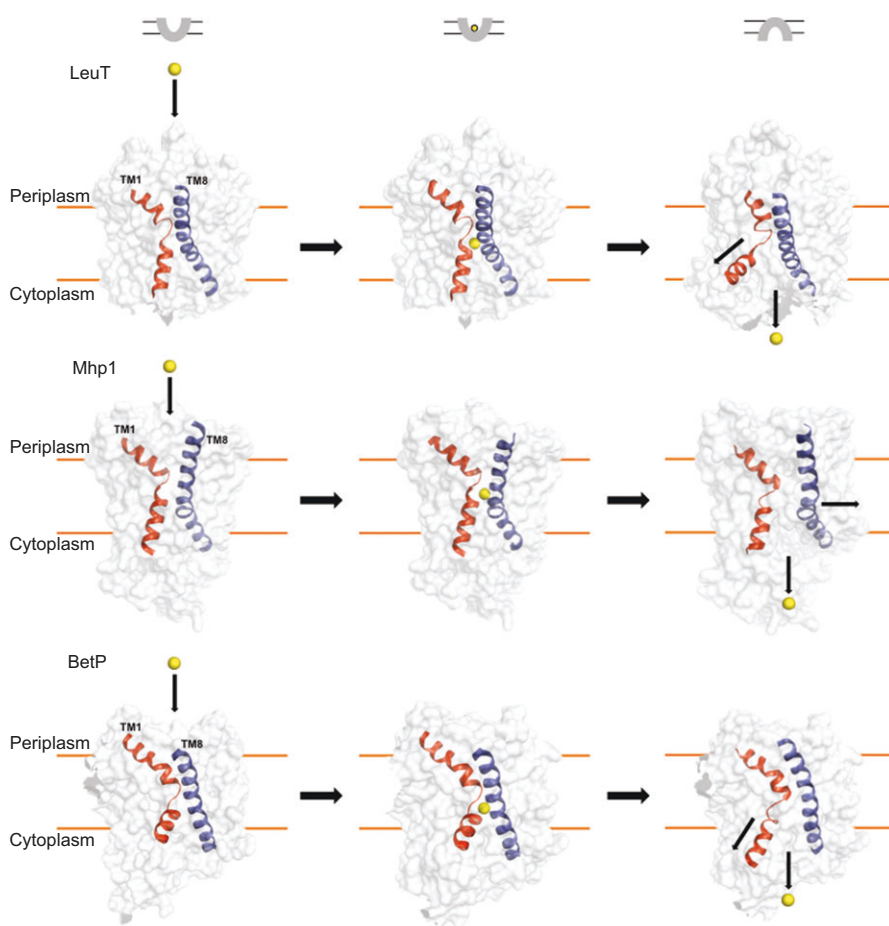 LeuT
TM1 TM8
Periplasm
Cytoplasm
Mhp1
TM1 TM8
Periplasm
Cytoplasm
BetP
TM1 TM8
Periplasm
Cytoplasm